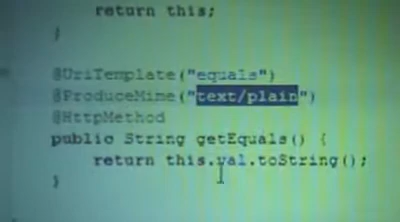 return this;
}
@UriTemplate("equals")
@ProduceMime("text/plain")
@HttpMethod
public String getEquals() {
return this.val.toString();
}